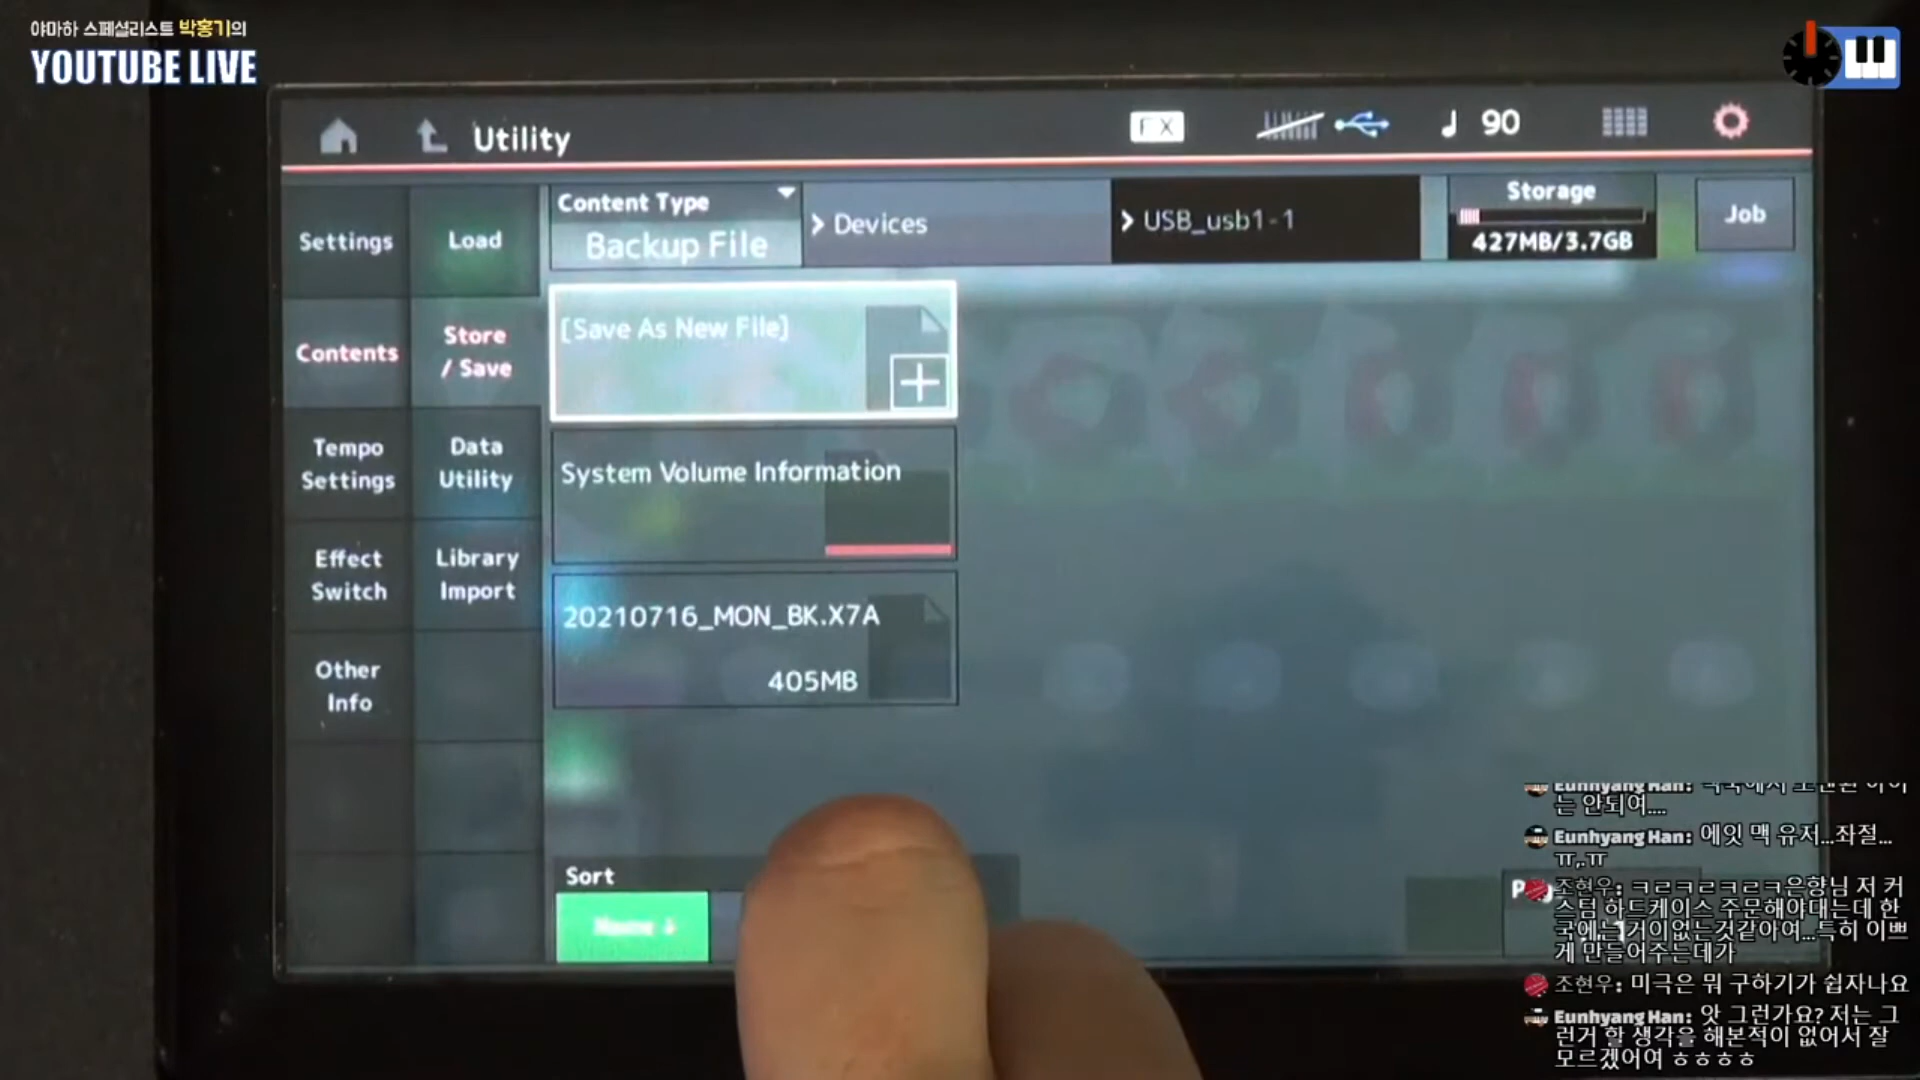 야마하 스페셜리스트 박홍기의
YOUTUBE LIVE
Utility
FX
90
Settings
Load
Content Type
Backup File
Devices
USB_usb1-1
Storage
427MB/3.7GB
Job
Contents
Store
/ Save
[Save As New File]
Tempo
Settings
Data
Utility
System Volume Information
Effect
Switch
Library
Import
20210716_MON_BK.X7A
405MB
Other
Info
Sort
Name
Eunhyang Han:
는 안되여....
Eunhyang Han: 에잇 맥 유저...좌절...
ㅠ,.ㅠ
조현우: ㅋㄹㅋㄹㅋㄹㅋ은향님 저 커
스텀 하드케이스 주문해야대는데 한
국에는거이없는것같아여...특히 이쁘
게 만들어주는데가
조현우: 미극은 뭐 구하기가 쉽자나요
Eunhyang Han: 앗 그런가요? 저는 그
런거 할 생각을 해본적이 없어서 잘
모르겠어여 ㅎㅎㅎㅎ